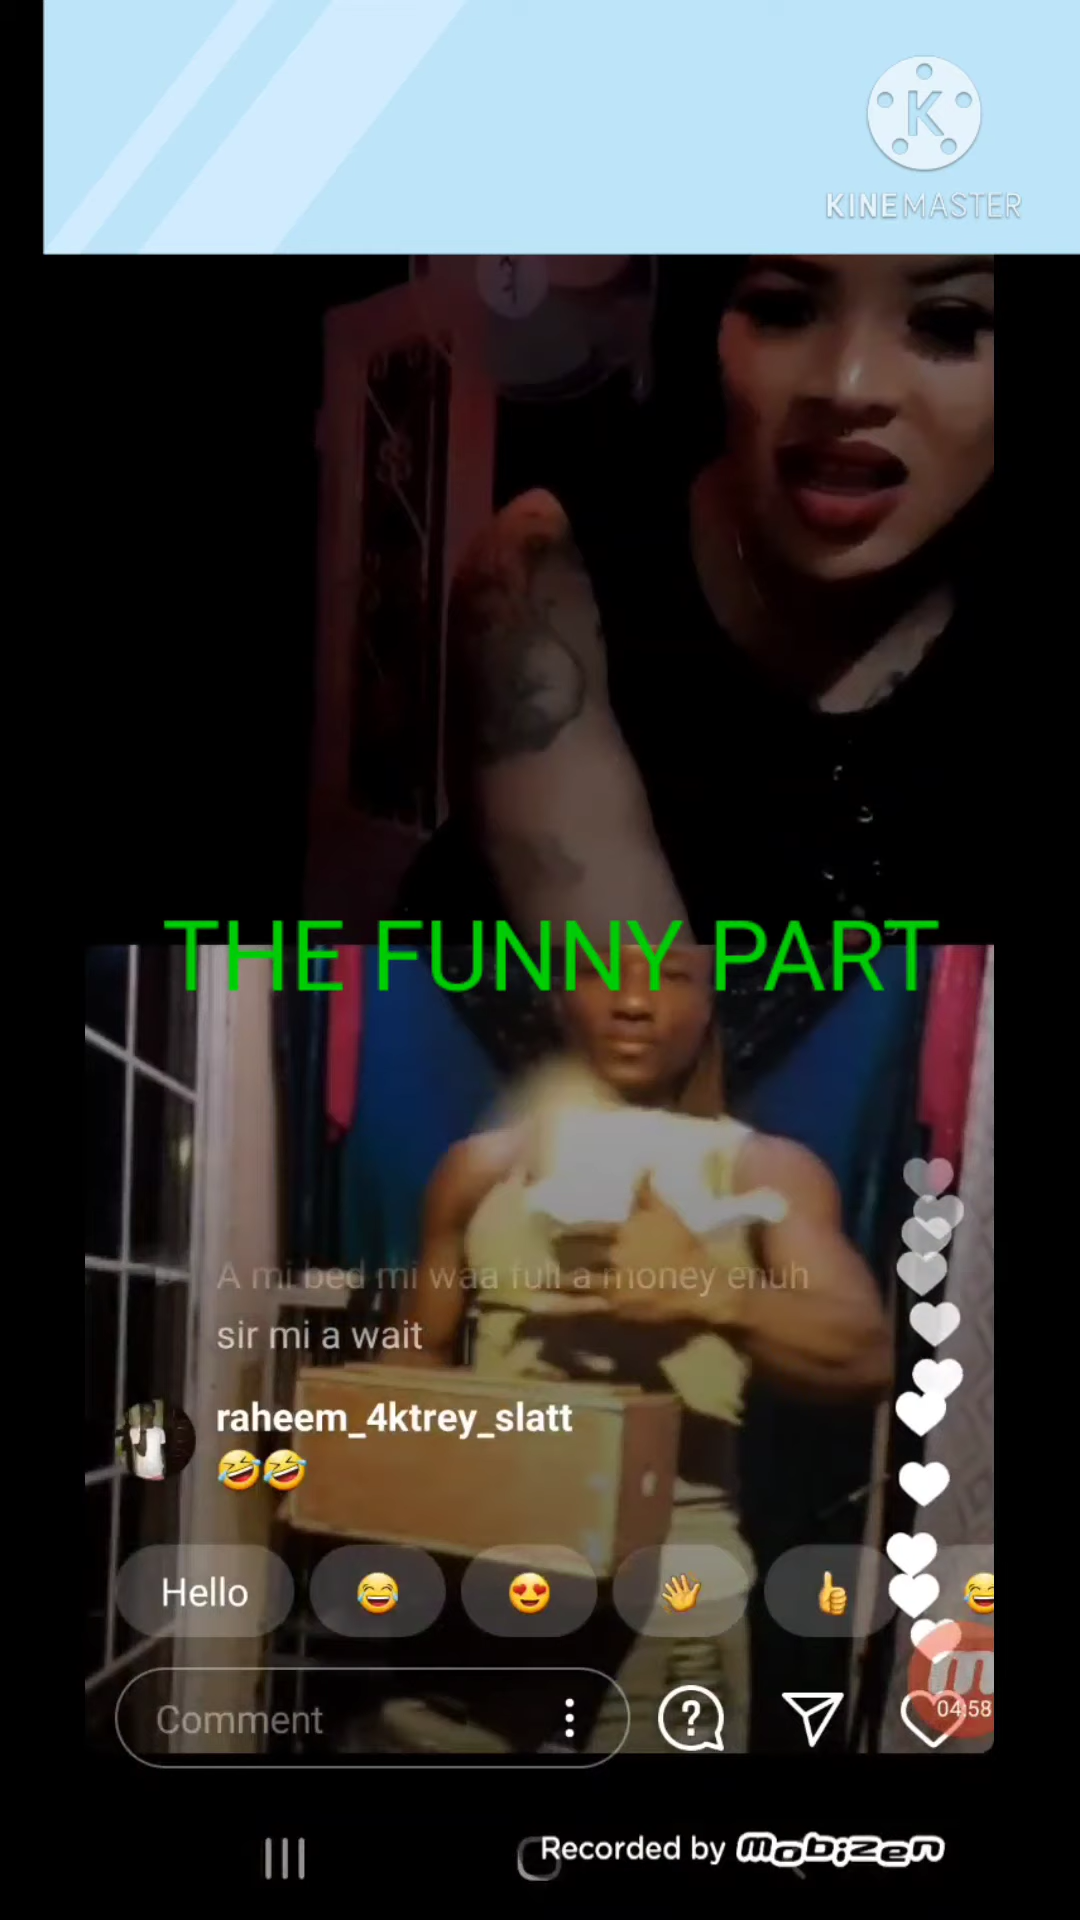 K
KINEMASTER
THE FUNNY PART
A mi bed mi waa full a money enuh
sir mi a wait
raheem_4ktrey_slatt
🤣🤣
Hello
😂 😍 👋 👍 😂
Comment
?
m
04:58
Recorded by mobizen